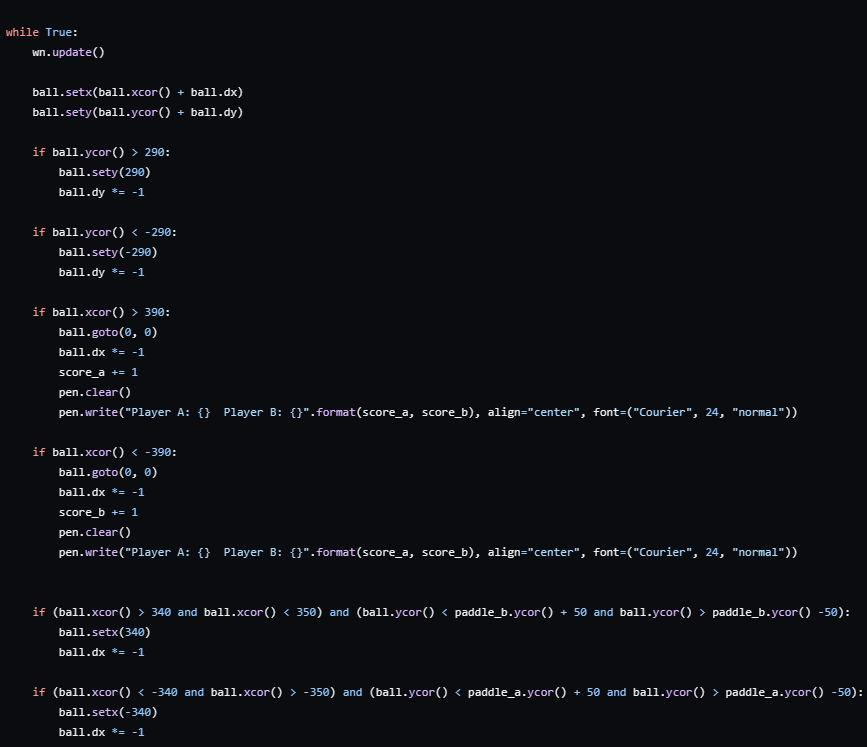 while True:
    wn.update()

    ball.setx(ball.xcor() + ball.dx)
    ball.sety(ball.ycor() + ball.dy)

    if ball.ycor() > 290:
        ball.sety(290)
        ball.dy *= -1

    if ball.ycor() < -290:
        ball.sety(-290)
        ball.dy *= -1

    if ball.xcor() > 390:
        ball.goto(0, 0)
        ball.dx *= -1
        score_a += 1
        pen.clear()
        pen.write("Player A: {}  Player B: {}".format(score_a, score_b), align="center", font=("Courier", 24, "normal"))

    if ball.xcor() < -390:
        ball.goto(0, 0)
        ball.dx *= -1
        score_b += 1
        pen.clear()
        pen.write("Player A: {}  Player B: {}".format(score_a, score_b), align="center", font=("Courier", 24, "normal"))


    if (ball.xcor() > 340 and ball.xcor() < 350) and (ball.ycor() < paddle_b.ycor() + 50 and ball.ycor() > paddle_b.ycor() -50):
        ball.setx(340)
        ball.dx *= -1

    if (ball.xcor() < -340 and ball.xcor() > -350) and (ball.ycor() < paddle_a.ycor() + 50 and ball.ycor() > paddle_a.ycor() -50):
        ball.setx(-340)
        ball.dx *= -1